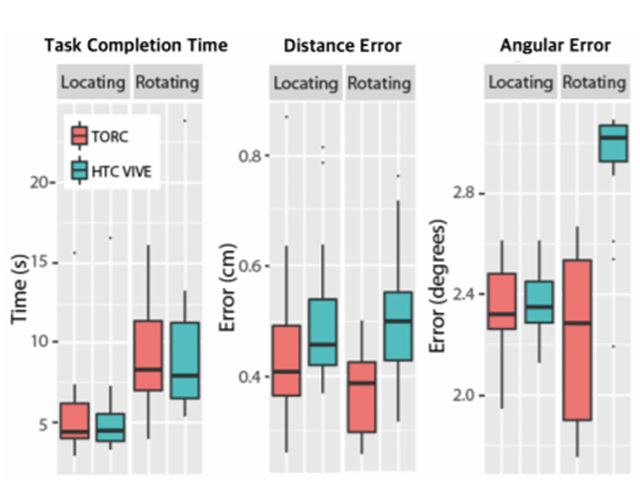 Task Completion Time
Locating Rotating
TORC
HTC VIVE
Time (s)
20
15
10
5
Distance Error
Locating Rotating
Error (cm)
0.8
0.6
0.4
Angular Error
Locating Rotating
Error (degrees)
2.8
2.4
2.0